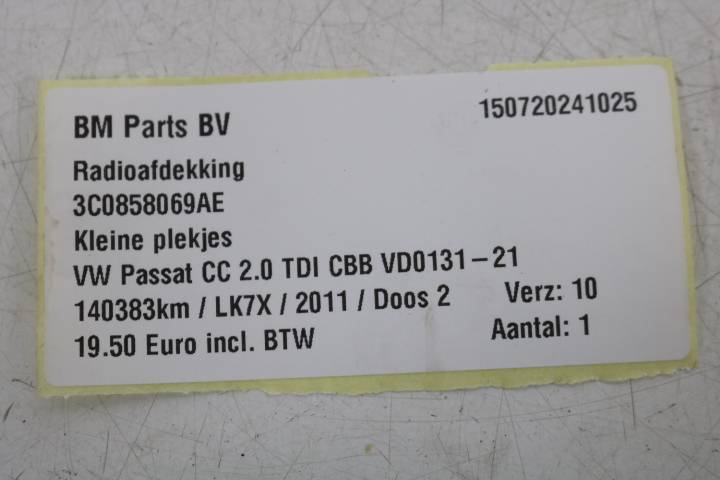 BM Parts BV 150720241025
Radioafdekking
3C0858069AE
Kleine plekjes
VW Passat CC 2.0 TDI CBB VD0131-21
140383km / LK7X / 2011 / Doos 2 Verz: 10
19.50 Euro incl. BTW Aantal: 1